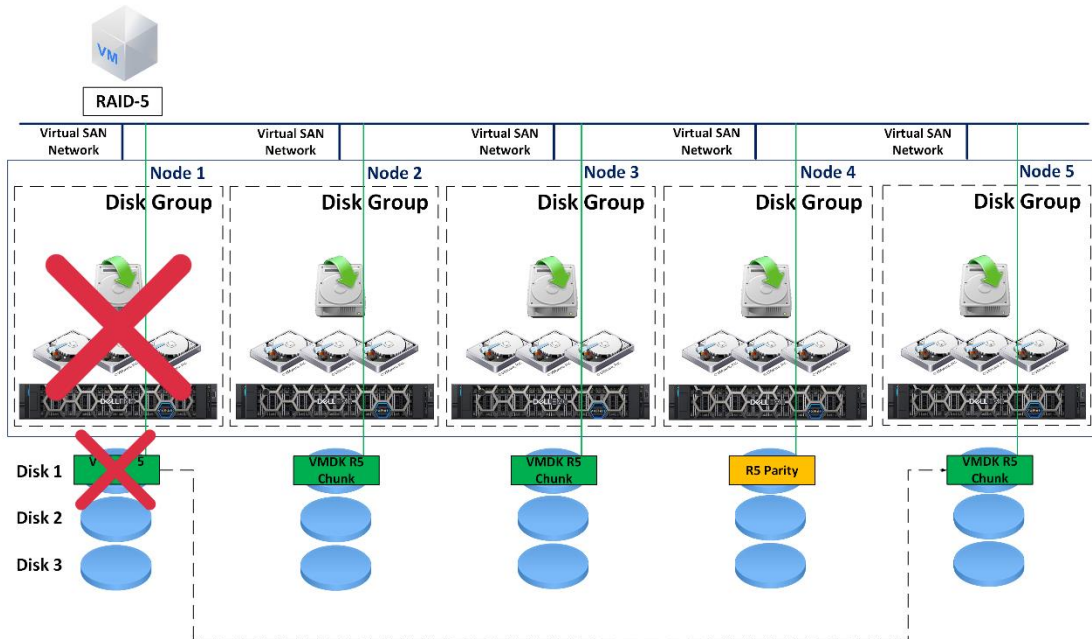 VM
RAID-5
Virtual SAN
Network
Virtual SAN
Network
Virtual SAN
Network
Virtual SAN
Network
Virtual SAN
Network
Node 1
Node 2
Node 3
Node 4
Node 5
Disk Group
Disk Group
Disk Group
Disk Group
Disk Group
Disk 1
VMDK R5
Chunk
VMDK R5
Chunk
R5 Parity
VMDK R5
Chunk
Disk 2
Disk 3